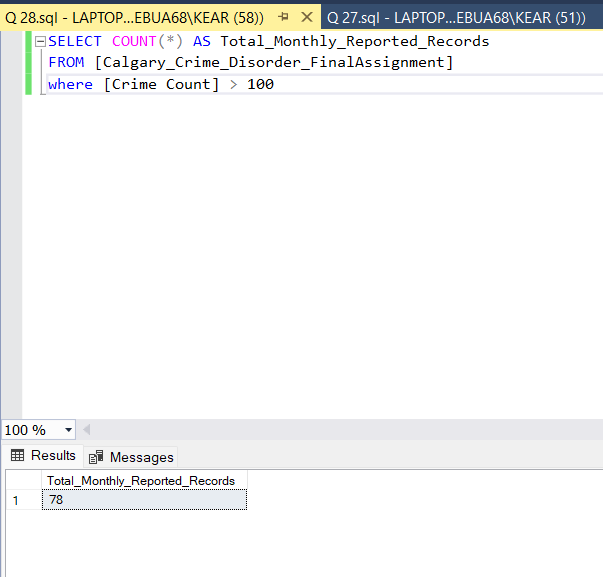 Q 28.sql - LAPTOP...EBUA68\KEAR (58)) Q 27.sql - LAPTOP...EBUA68\KEAR (51))
SELECT COUNT(*) AS Total_Monthly_Reported_Records
FROM [Calgary_Crime_Disorder_FinalAssignment]
where [Crime Count] > 100
100 %
Results Messages
Total_Monthly_Reported_Records
1 78